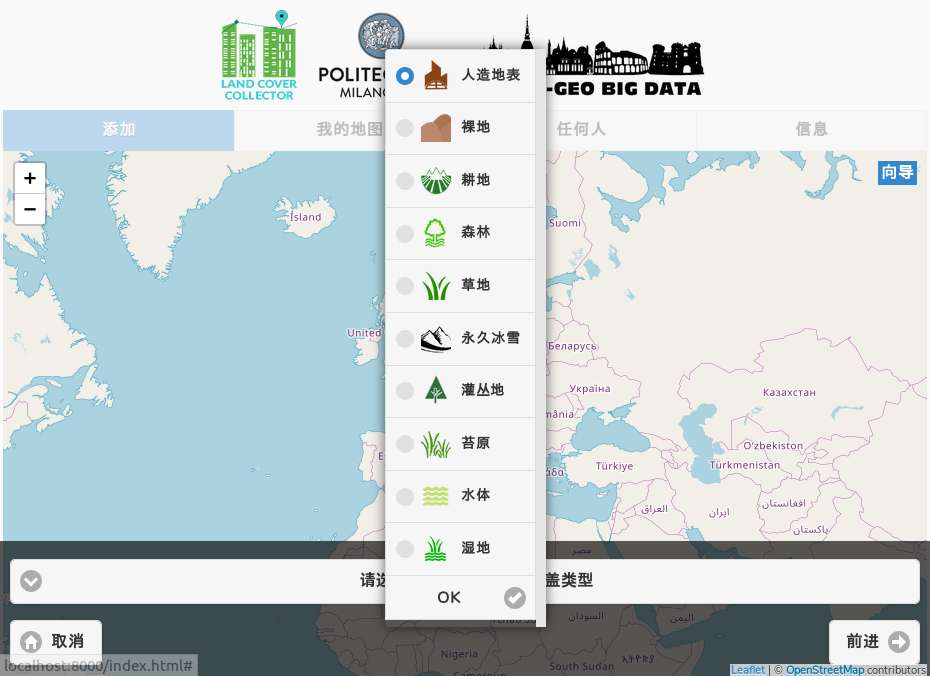 LAND COVER
COLLECTOR
POLITE
MILANO
-GEO BIG DATA
添加
我的地图
任何人
信息
+
−
向导
人造地表
裸地
耕地
森林
草地
永久冰雪
灌丛地
苔原
水体
湿地
OK
Ísland
Suomi
United
Беларусь
Україна
Казахстан
mânia
O'zbekiston
Türkmenistan
Türkiye
العراق
ایران
افغانستان
پاکستان
مصر
盖类型
取消
前进
السودان
اليمن
Nigeria
South Sudan
Cameroun
localhost:8000/index.html#
Leaflet | © OpenStreetMap contributors